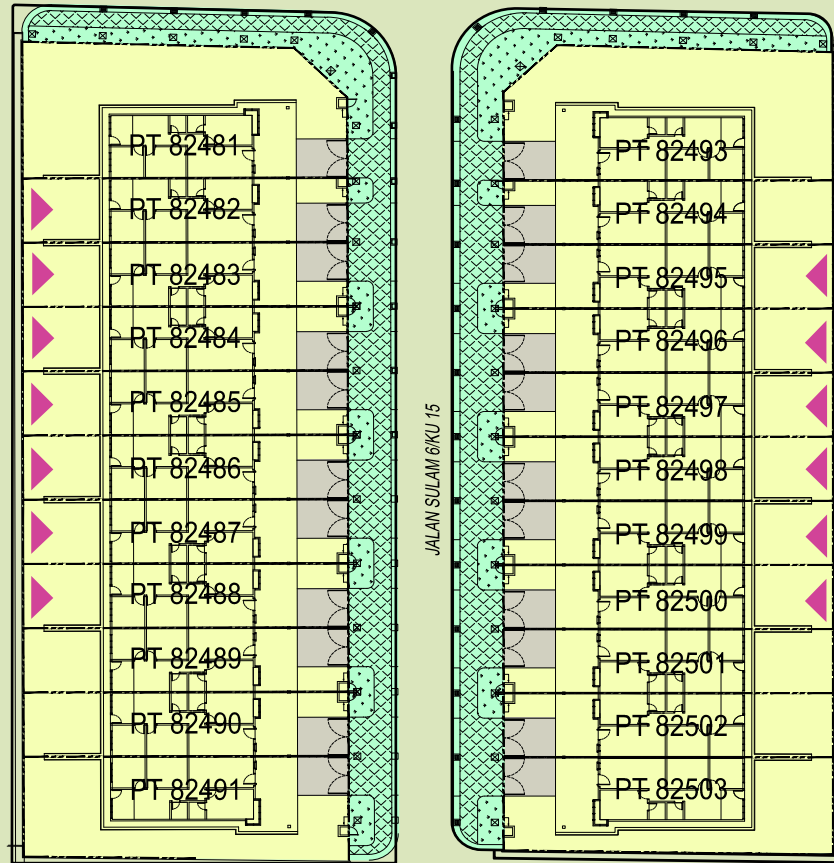 PT 82481
PT 82482
PT 82483
PT 82484
PT 82485
PT 82486
PT 82487
PT 82488
PT 82489
PT 82490
PT 82491
JALAN SULAM 6/KU 15
PT 82493
PT 82494
PT 82495
PT 82496
PT 82497
PT 82498
PT 82499
PT 82500
PT 82501
PT 82502
PT 82503